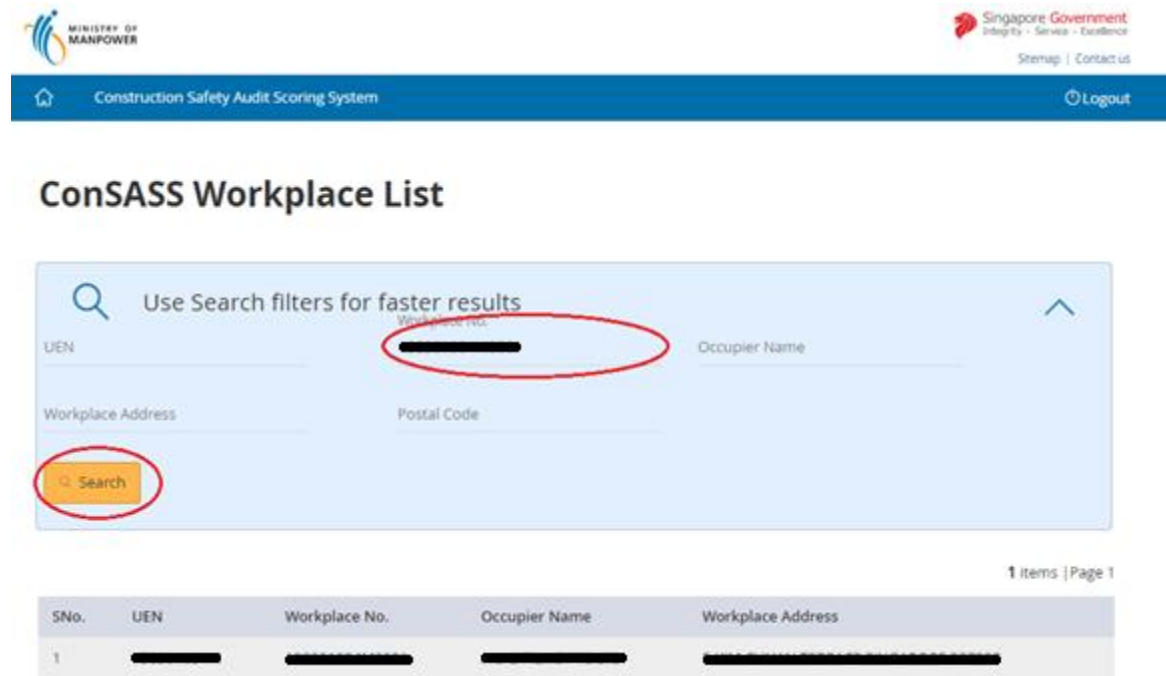 MINISTRY OF
MANPOWER
Singapore Government
Integrity · Service · Excellence
Sitemap | Contact us
Construction Safety Audit Scoring System
Logout
ConSASS Workplace List
Use Search filters for faster results
UEN
Workplace No.
Occupier Name
Workplace Address
Postal Code
Search
1 items |Page 1
SNo. UEN Workplace No. Occupier Name Workplace Address
1